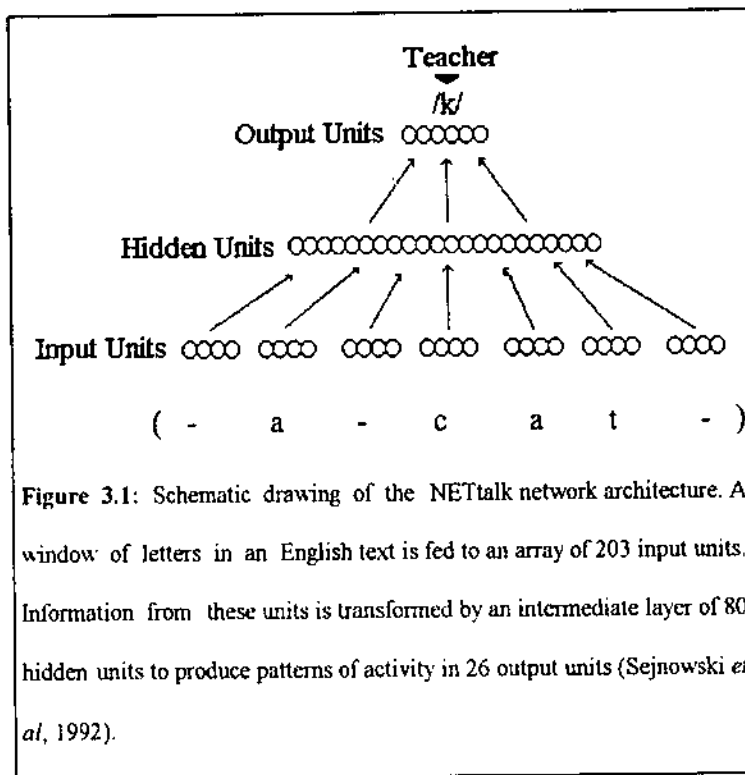 Teacher
/k/
Output Units
Hidden Units
Input Units
( - a - c a t - )
Figure 3.1: Schematic drawing of the NETtalk network architecture. A
window of letters in an English text is fed to an array of 203 input units.
Information from these units is transformed by an intermediate layer of 80
hidden units to produce patterns of activity in 26 output units (Sejnowski et
al, 1992).